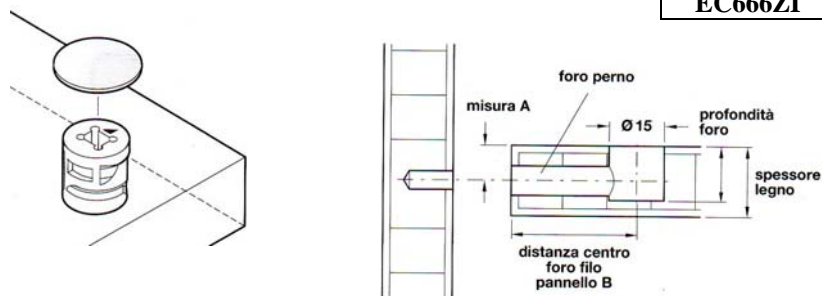 EC666ZI
foro perno
misura A
Ø 15
profondità
foro
spessore
legno
distanza centro
foro filo
pannello B